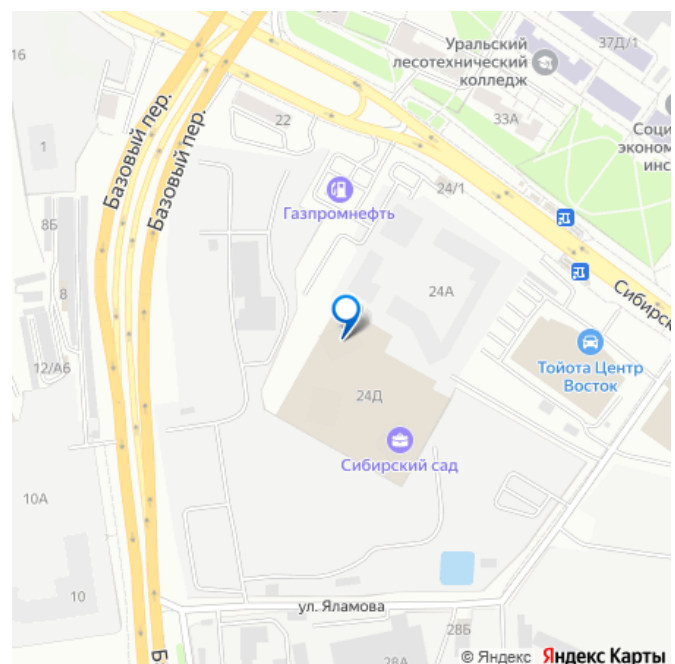 Уральский
лесотехнический
колледж
37Д/1
16
Базовый пер.
Базовый пер.
22
33А
Соци
эконом
инс
1
Газпромнефть
24/1
8Б
8
24А
Сибирск
12/А6
Тойота Центр
Восток
24Д
Сибирский сад
10А
10
ул. Яламова
28Б
28А
Б
© Яндекс Яндекс Карты